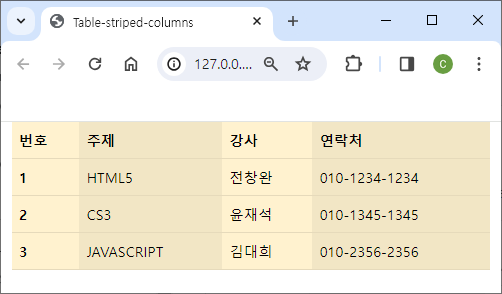 Table-striped-columns
127.0.0....
C
번호 주제 강사 연락처
1 HTML5 전창완 010-1234-1234
2 CS3 윤재석 010-1345-1345
3 JAVASCRIPT 김대희 010-2356-2356